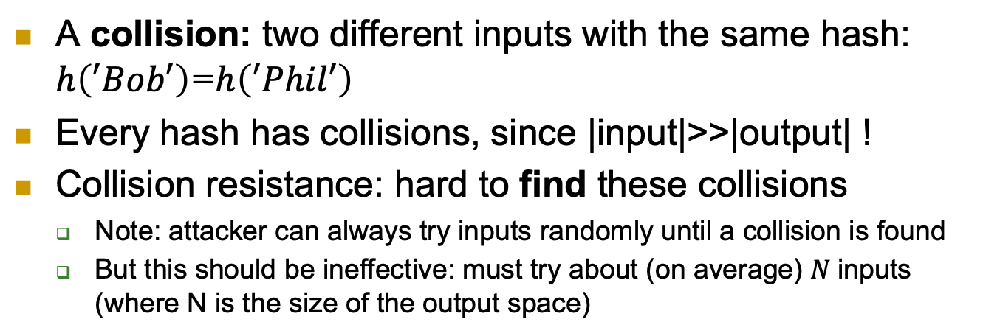 A collision: two different inputs with the same hash:
h('Bob')=h('Phil')
Every hash has collisions, since |input|>>|output| !
Collision resistance: hard to find these collisions
Note: attacker can always try inputs randomly until a collision is found
But this should be ineffective: must try about (on average) N inputs
(where N is the size of the output space)